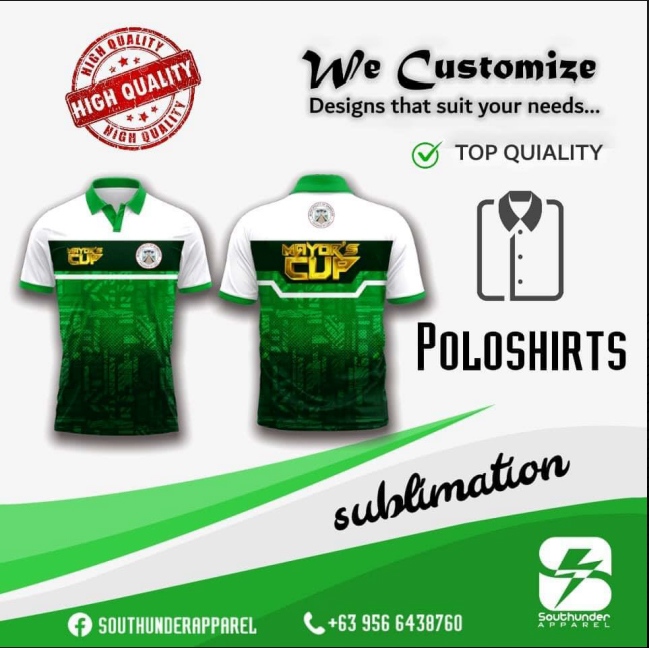 HIGH QUALITY
HIGH QUALITY
HIGH QUALITY
We Customize
Designs that suit your needs...
TOP QUIALITY
MAYOR'S
CUP
MAYOR'S
CUP
POLOSHIRTS
sublimation
SOUTHUNDERAPPAREL
+63 956 6438760
Southunder
APPAREL